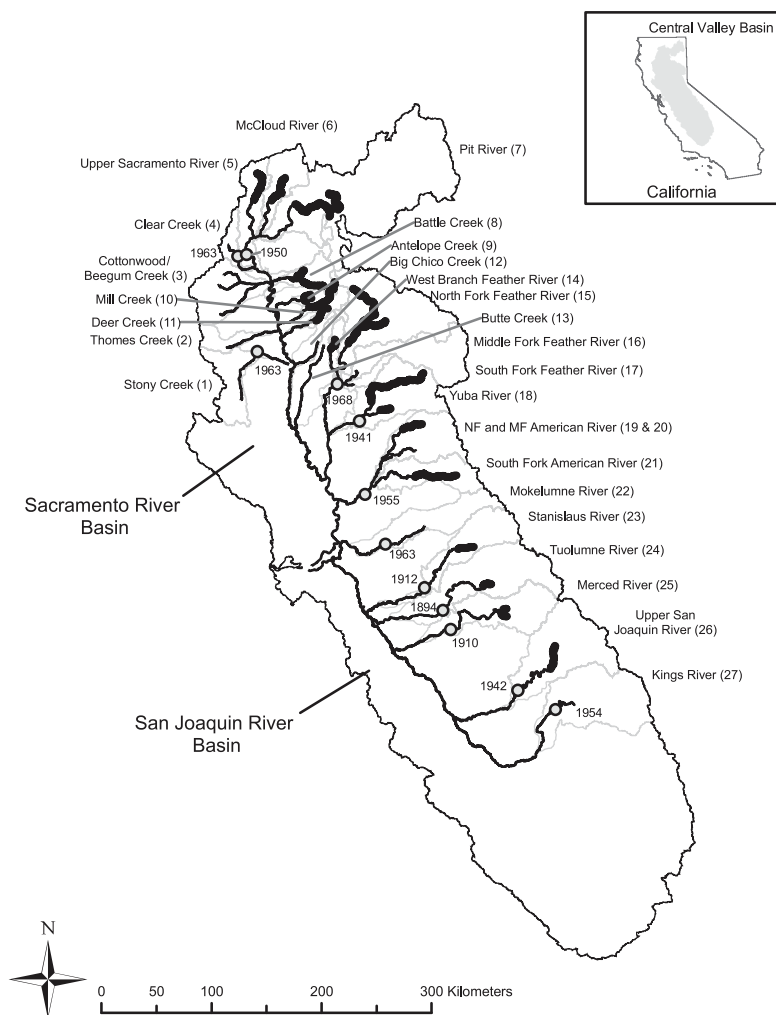 Central Valley Basin
California
McCloud River (6)
Pit River (7)
Upper Sacramento River (5)
Clear Creek (4)
1963
1950
Battle Creek (8)
Antelope Creek (9)
Cottonwood/
Beegum Creek (3)
Big Chico Creek (12)
West Branch Feather River (14)
North Fork Feather River (15)
Mill Creek (10)
Deer Creek (11)
Butte Creek (13)
Thomes Creek (2)
Middle Fork Feather River (16)
1963
Stony Creek (1)
South Fork Feather River (17)
1968
Yuba River (18)
1941
NF and MF American River (19 & 20)
South Fork American River (21)
1955
Mokelumne River (22)
Sacramento River
Basin
Stanislaus River (23)
1963
Tuolumne River (24)
1912
Merced River (25)
1894
Upper San
Joaquin River (26)
1910
Kings River (27)
1942
1954
San Joaquin River
Basin
N
0 50 100 200 300 Kilometers